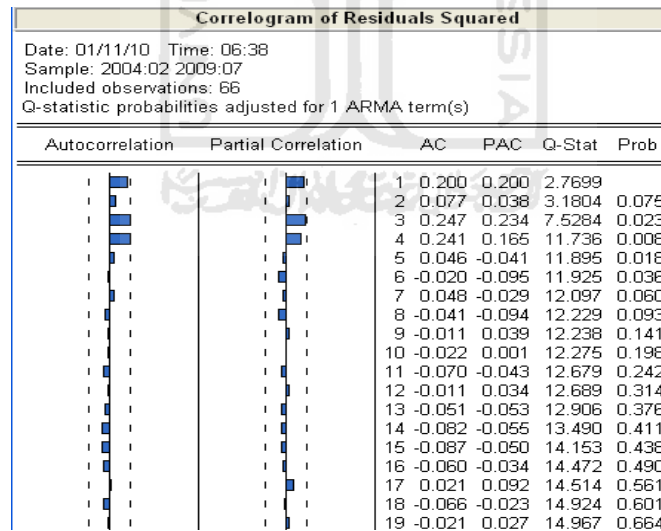 Correlogram of Residuals Squared
Date: 01/11/10 Time: 06:38
Sample: 2004:02 2009:07
Included observations: 66
Q-statistic probabilities adjusted for 1 ARMA term(s)
Autocorrelation Partial Correlation AC PAC Q-Stat Prob
1 0.200 0.200 2.7699
2 0.077 0.038 3.1804 0.075
3 0.247 0.234 7.5284 0.023
4 0.241 0.165 11.736 0.008
5 0.046 -0.041 11.895 0.018
6 -0.020 -0.095 11.925 0.036
7 0.048 -0.029 12.097 0.060
8 -0.041 -0.094 12.229 0.093
9 -0.011 0.039 12.238 0.141
10 -0.022 0.001 12.275 0.198
11 -0.070 -0.043 12.679 0.242
12 -0.011 0.034 12.689 0.314
13 -0.051 -0.053 12.906 0.376
14 -0.082 -0.055 13.490 0.411
15 -0.087 -0.050 14.153 0.438
16 -0.060 -0.034 14.472 0.490
17 0.021 0.092 14.514 0.561
18 -0.066 -0.023 14.924 0.601
19 -0.021 0.027 14.967 0.664